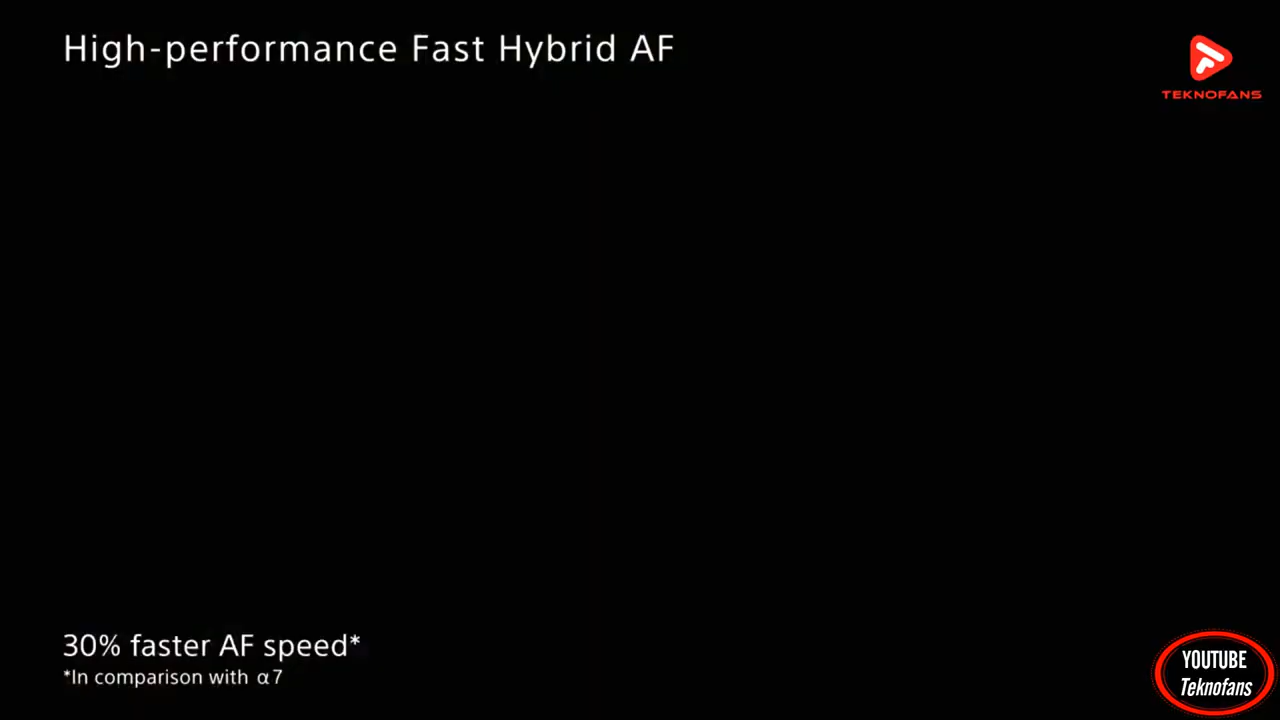 High-performance Fast Hybrid AF
TEKNOFANS
30% faster AF speed*
*In comparison with α7
YOUTUBE
Teknofans